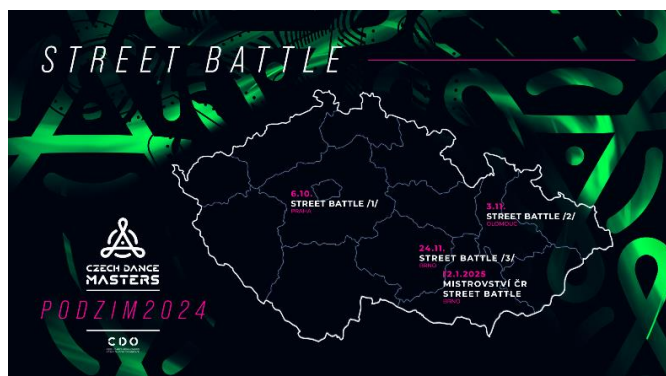 STREET BATTLE
6.10.
STREET BATTLE /1/
PRAHA
3.11.
STREET BATTLE /2/
OLOMOUC
24.11.
STREET BATTLE /3/
BRNO
12.1.2025
MISTROVSTVÍ ČR
STREET BATTLE
BRNO
CZECH DANCE
MASTERS
PODZIM2024
CDO